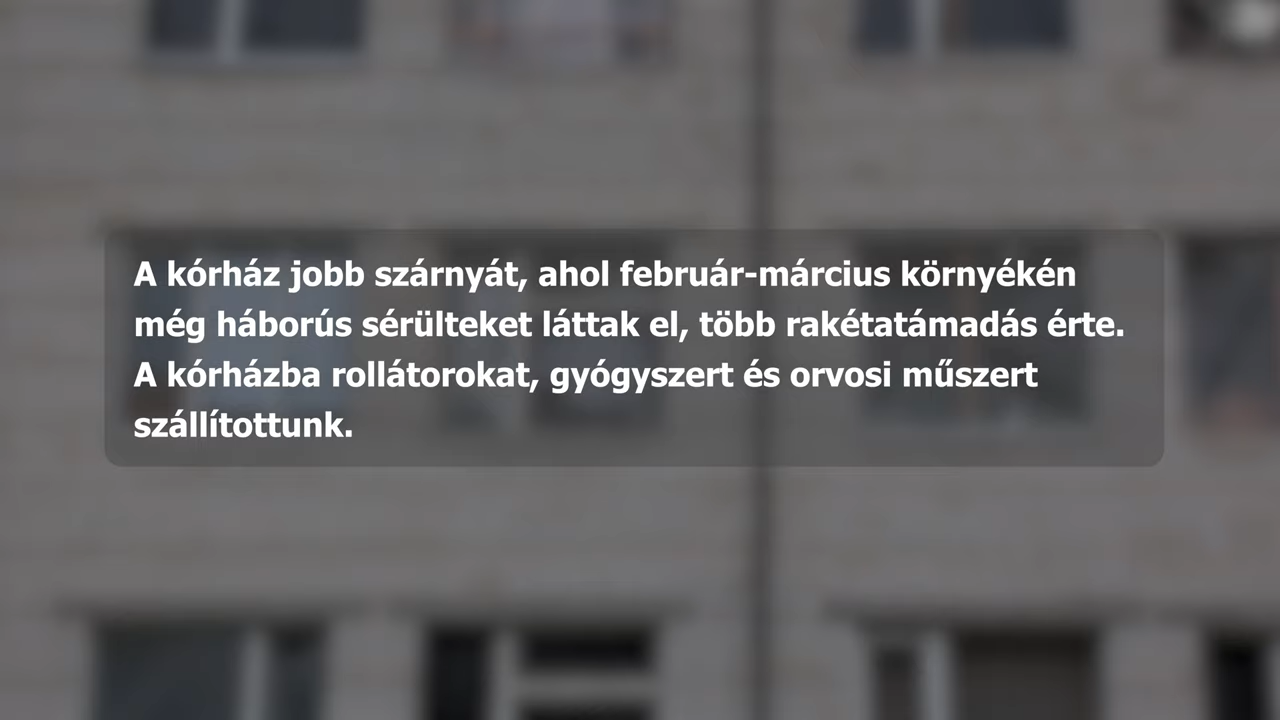 A kórház jobb szárnyát, ahol február-március környékén
még háborús sérülteket láttak el, több rakétatámadás érte.
A kórházba rollátorokat, gyógyszert és orvosi műszert
szállítottunk.